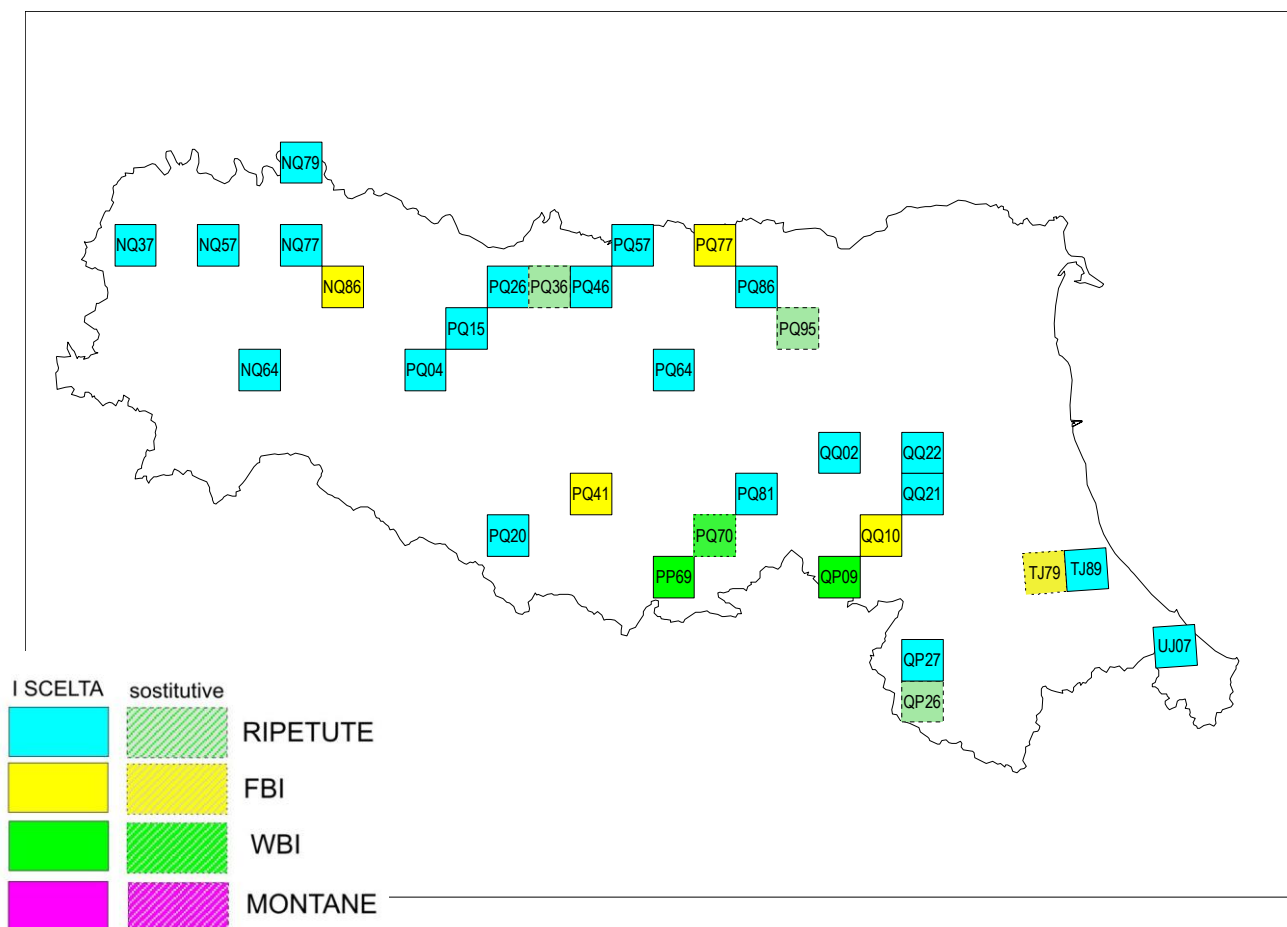 NQ79
NQ37 NQ57 NQ77 PQ57 PQ77
NQ86 PQ26 PQ36 PQ46 PQ86
PQ15 PQ95
NQ64 PQ04 PQ64
QQ02 QQ22
PQ41 PQ81 QQ21
PQ20 PQ70 QQ10
PP69 QP09 TJ79 TJ89
QP27 UJ07
QP26
I SCELTA sostitutive
RIPETUTE
FBI
WBI
MONTANE